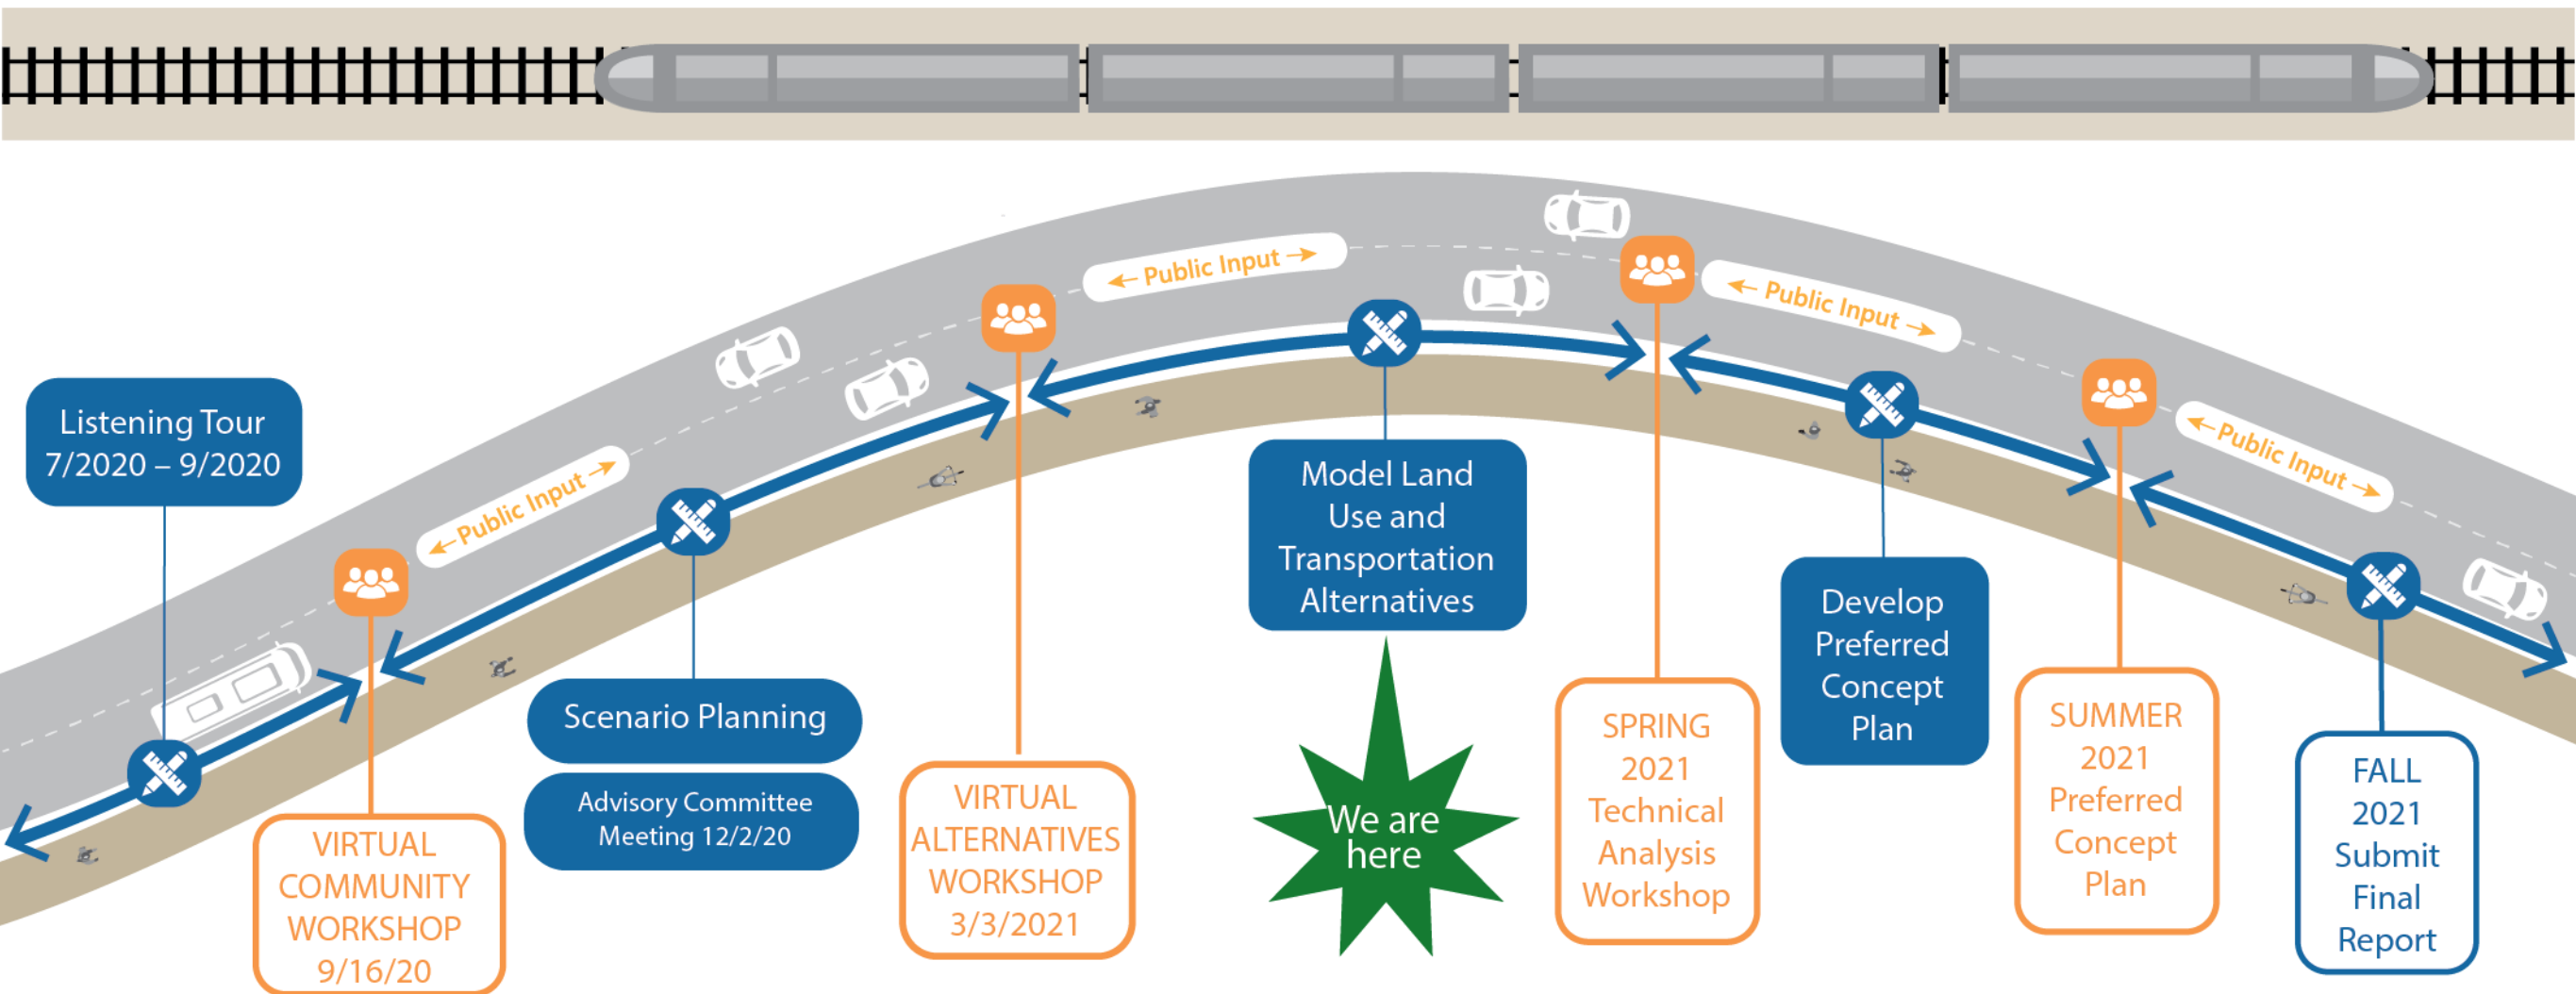 Listening Tour
7/2020 – 9/2020
← Public Input →
VIRTUAL
COMMUNITY
WORKSHOP
9/16/20
Scenario Planning
Advisory Committee
Meeting 12/2/20
VIRTUAL
ALTERNATIVES
WORKSHOP
3/3/2021
← Public Input →
Model Land
Use and
Transportation
Alternatives
We are
here
SPRING
2021
Technical
Analysis
Workshop
← Public Input →
Develop
Preferred
Concept
Plan
SUMMER
2021
Preferred
Concept
Plan
← Public Input →
FALL
2021
Submit
Final
Report